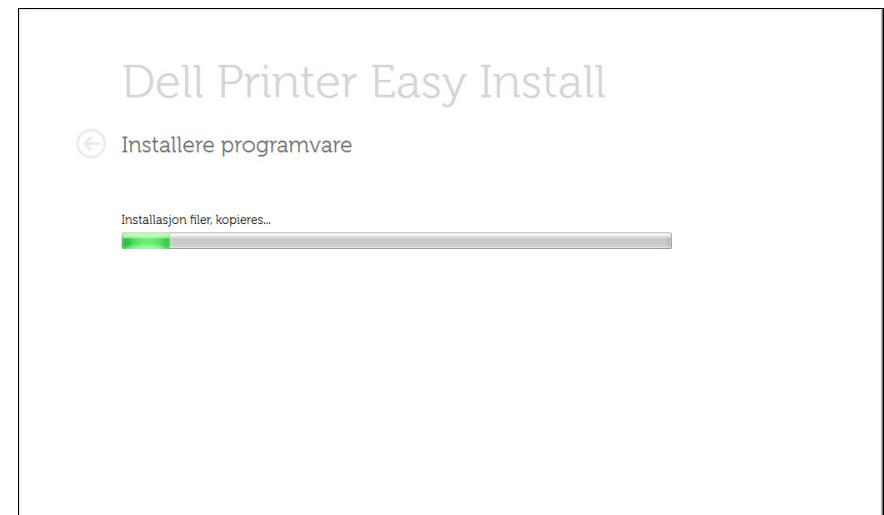 Dell Printer Easy Install
Installere programvare
Installasjon filer, kopieres...